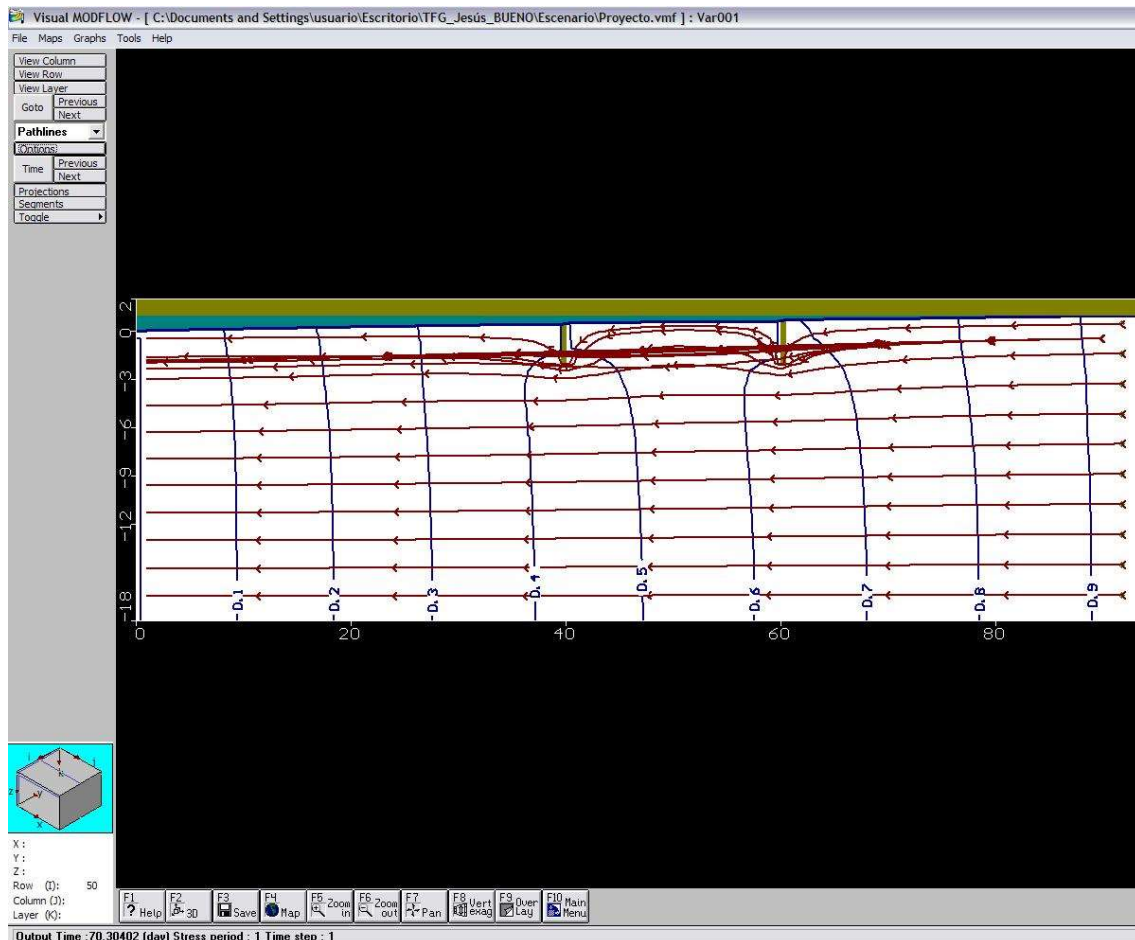 Visual MODFLOW - [ C:\Documents and Settings\usuario\Escritorio\TFG_Jesús_BUENO\Escenario\Proyecto.vmf ] : Var001
File Maps Graphs Tools Help
View Column
View Row
View Layer
Goto
Previous
Next
Pathlines
Options
Time
Previous
Next
Projections
Segments
Toggle
2
0
-3
-6
-9
-12
-18
0.1
0.2
0.3
0.4
0.5
0.6
0.7
0.8
0.9
0 20 40 60 80
z
y
x
X :
Y :
Z :
Row (I): 50
Column (J):
Layer (K):
F1 ? Help
F2 3D
F3 Save
F4 Map
F5 Zoom in
F6 Zoom out
F7 Pan
F8 Vert exag
F9 Over Lay
F10 Main Menu
Output Time :70.30402 (day) Stress period : 1 Time step : 1